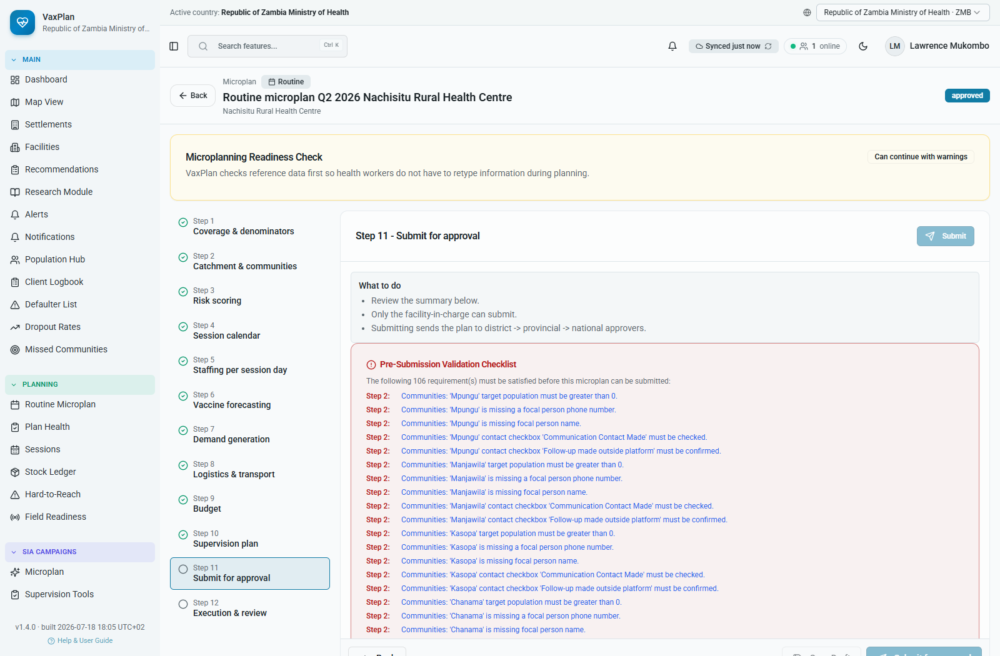 VaxPlan
Republic of Zambia Ministry of...
MAIN
Dashboard
Map View
Settlements
Facilities
Recommendations
Research Module
Alerts
Notifications
Population Hub
Client Logbook
Defaulter List
Dropout Rates
Missed Communities
PLANNING
Routine Microplan
Plan Health
Sessions
Stock Ledger
Hard-to-Reach
Field Readiness
SIA CAMPAIGNS
Microplan
Supervision Tools
v1.4.0 · built 2026-07-18 18:05 UTC+02
Help & User Guide
Active country: Republic of Zambia Ministry of Health
Republic of Zambia Ministry of Health · ZMB
Search features...
Ctrl K
Synced just now
1 online
LM
Lawrence Mukombo
Back
Microplan
Routine
Routine microplan Q2 2026 Nachisitu Rural Health Centre
Nachisitu Rural Health Centre
approved
Microplanning Readiness Check
VaxPlan checks reference data first so health workers do not have to retype information during planning.
Can continue with warnings
Step 1
Coverage & denominators
Step 2
Catchment & communities
Step 3
Risk scoring
Step 4
Session calendar
Step 5
Staffing per session day
Step 6
Vaccine forecasting
Step 7
Demand generation
Step 8
Logistics & transport
Step 9
Budget
Step 10
Supervision plan
Step 11
Submit for approval
Step 12
Execution & review
Step 11 - Submit for approval
Submit
What to do
• Review the summary below.
• Only the facility-in-charge can submit.
• Submitting sends the plan to district -> provincial -> national approvers.
Pre-Submission Validation Checklist
The following 106 requirement(s) must be satisfied before this microplan can be submitted:
Step 2: Communities: 'Mpungu' target population must be greater than 0.
Step 2: Communities: 'Mpungu' is missing a focal person phone number.
Step 2: Communities: 'Mpungu' is missing focal person name.
Step 2: Communities: 'Mpungu' contact checkbox 'Communication Contact Made' must be checked.
Step 2: Communities: 'Mpungu' contact checkbox 'Follow-up made outside platform' must be confirmed.
Step 2: Communities: 'Manjawila' target population must be greater than 0.
Step 2: Communities: 'Manjawila' is missing a focal person phone number.
Step 2: Communities: 'Manjawila' is missing focal person name.
Step 2: Communities: 'Manjawila' contact checkbox 'Communication Contact Made' must be checked.
Step 2: Communities: 'Manjawila' contact checkbox 'Follow-up made outside platform' must be confirmed.
Step 2: Communities: 'Kasopa' target population must be greater than 0.
Step 2: Communities: 'Kasopa' is missing a focal person phone number.
Step 2: Communities: 'Kasopa' is missing focal person name.
Step 2: Communities: 'Kasopa' contact checkbox 'Communication Contact Made' must be checked.
Step 2: Communities: 'Kasopa' contact checkbox 'Follow-up made outside platform' must be confirmed.
Step 2: Communities: 'Chanama' target population must be greater than 0.
Step 2: Communities: 'Chanama' is missing a focal person phone number.
Step 2: Communities: 'Chanama' is missing focal person name.